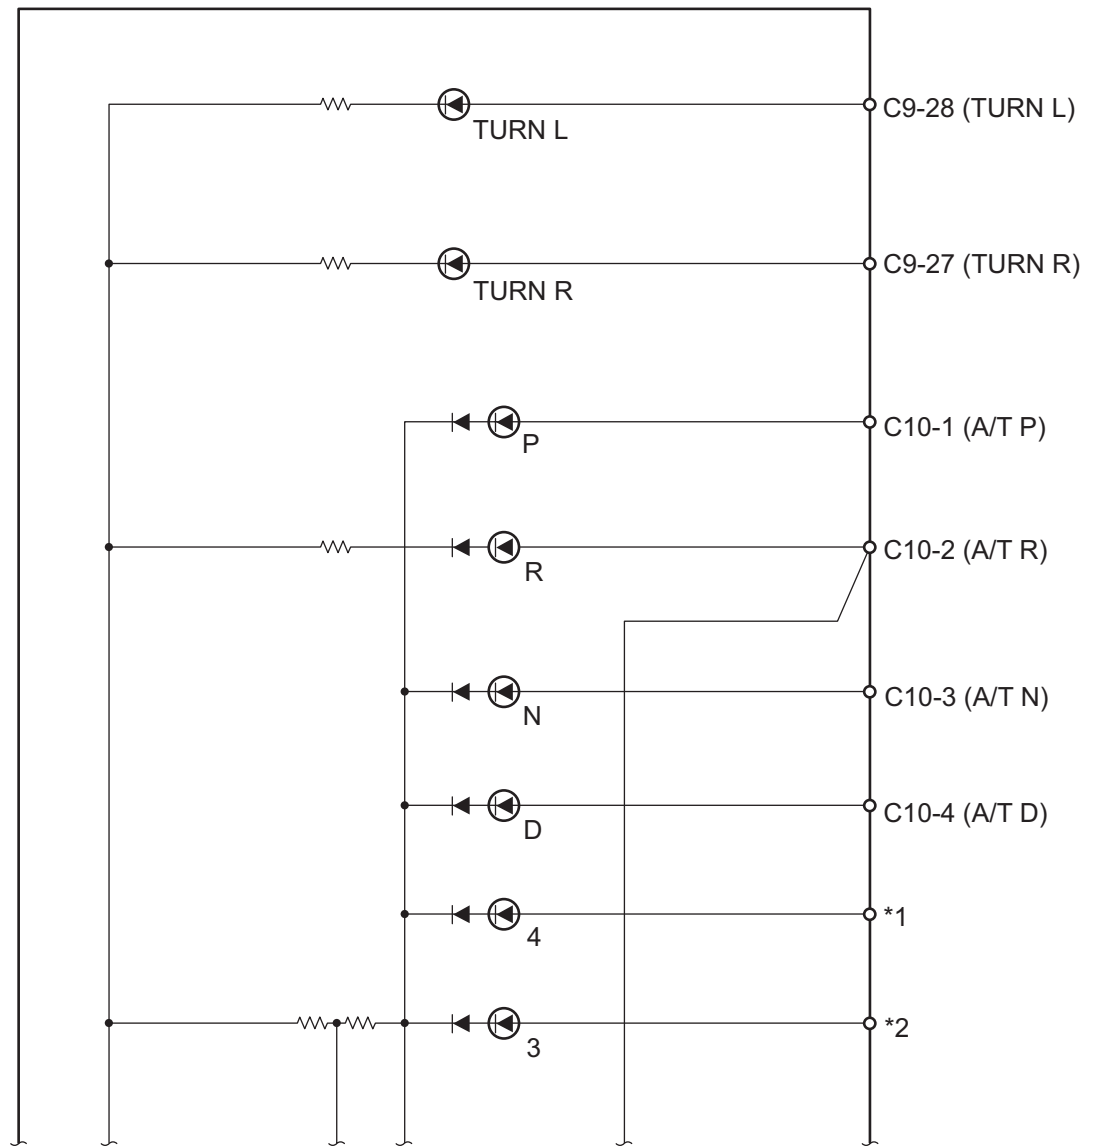 C9-28 (TURN L)
TURN L
C9-27 (TURN R)
TURN R
C10-1 (A/T P)
P
C10-2 (A/T R)
R
C10-3 (A/T N)
N
C10-4 (A/T D)
D
*1
4
*2
3